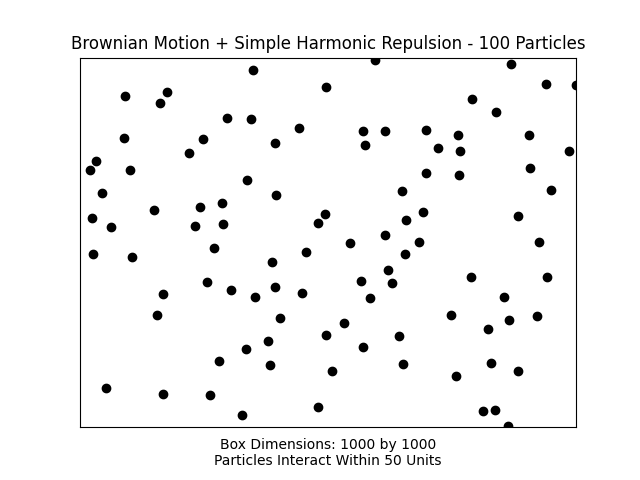 Brownian Motion + Simple Harmonic Repulsion - 100 Particles
Box Dimensions: 1000 by 1000
Particles Interact Within 50 Units